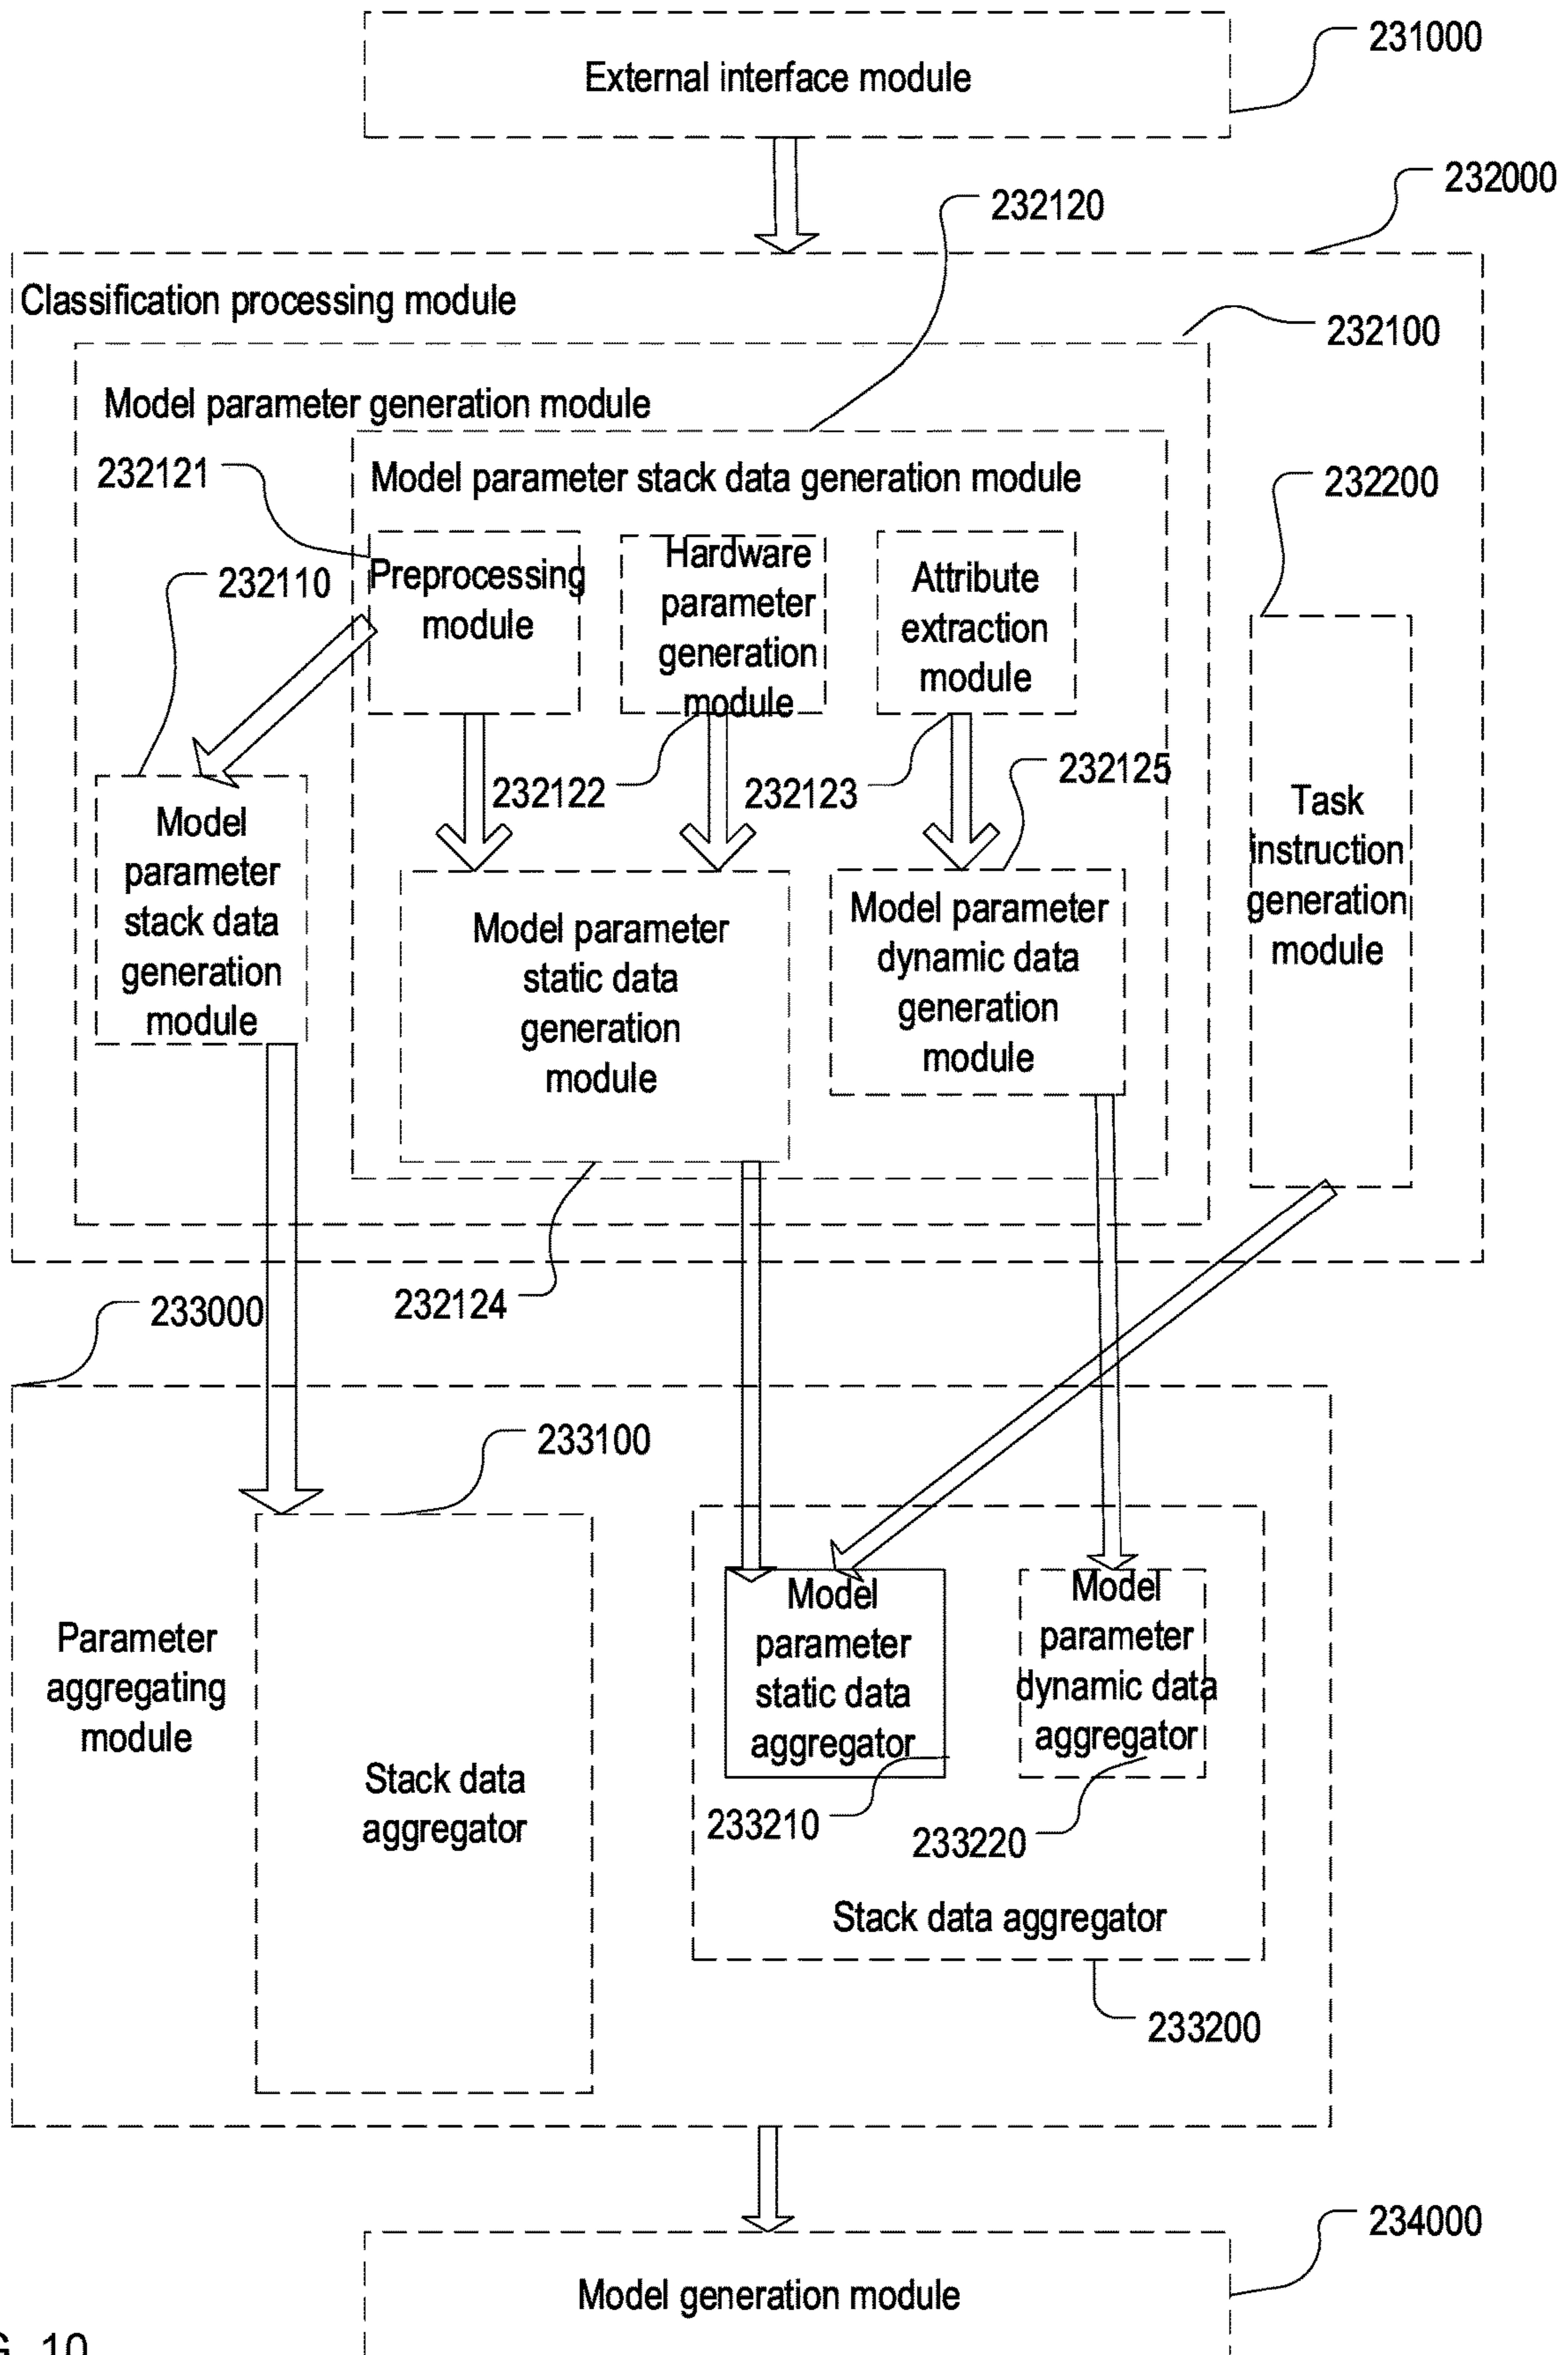 External interface module
231000
232000
232120
Classification processing module
232100
Model parameter generation module
232121
Model parameter stack data generation module
232200
232110
Preprocessing
module
Hardware
parameter
generation
module
Attribute
extraction
module
232122
232123
232125
Model
parameter
stack data
generation
module
Model parameter
static data
generation
module
Model parameter
dynamic data
generation
module
Task
instruction
generation
module
232124
233000
233100
Parameter
aggregating
module
Stack data
aggregator
Model
parameter
static data
aggregator
Model
parameter
dynamic data
aggregator
233210
233220
Stack data aggregator
233200
234000
Model generation module
G. 10